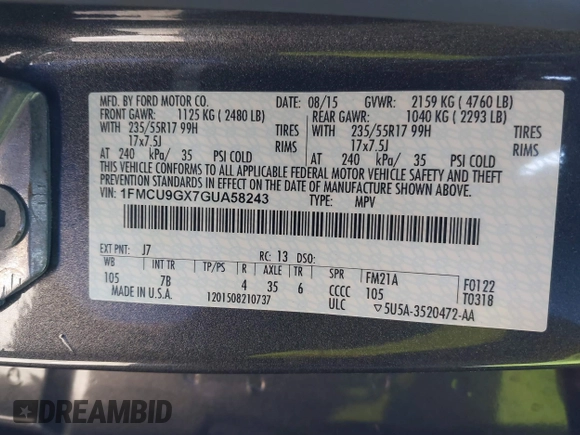 MFD. BY FORD MOTOR CO. DATE: 08/15 GVWR: 2159 KG ( 4760 LB)
FRONT GAWR: 1125 KG ( 2480 LB) REAR GAWR: 1040 KG ( 2293 LB)
WITH 235/55R17 99H TIRES WITH 235/55R17 99H TIRES
17x7.5J RIMS 17x7.5J RIMS
AT 240 kPa/ 35 PSI COLD AT 240 kPa/ 35 PSI COLD
THIS VEHICLE CONFORMS TO ALL APPLICABLE FEDERAL MOTOR VEHICLE SAFETY AND THEFT
PREVENTION STANDARDS IN EFFECT ON THE DATE OF MANUFACTURE SHOWN ABOVE.
VIN: 1FMCU9GX7GUA58243 TYPE: MPV
EXT PNT: J7 RC: 13 DSO:
WB INT TR TP/PS R AXLE TR SPR FM21A F0122
105 7B 4 35 6 CCCC 105 T0318
MADE IN U.S.A. 1201508210737 ULC ▽5U5A-3520472-AA
DREAMBID